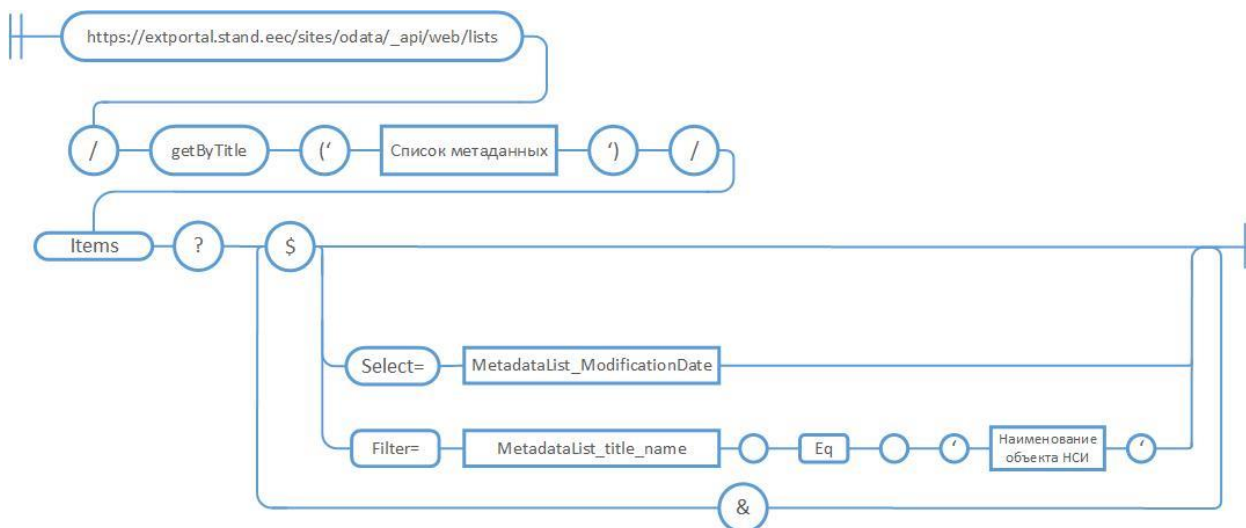 https://extportal.stand.eec/sites/odata/_api/web/lists
/ getByTitle (‘ Список метаданных ‘) /
Items ? $
Select= MetadataList_ModificationDate
Filter= MetadataList_title_name Eq ‘ Наименование объекта НСИ ‘
&